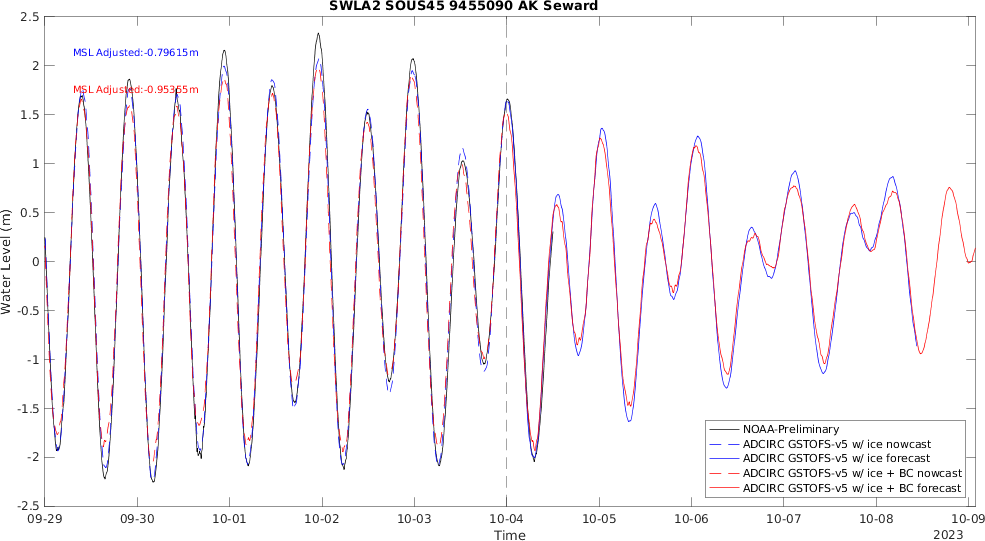 SWLA2 SOUS45 9455090 AK Seward
MSL Adjusted:-0.79615m
MSL Adjusted:-0.95355m
Water Level (m)
2.5
2
1.5
1
0.5
0
-0.5
-1
-1.5
-2
-2.5
NOAA-Preliminary
ADCIRC GSTOFS-v5 w/ ice nowcast
ADCIRC GSTOFS-v5 w/ ice forecast
ADCIRC GSTOFS-v5 w/ ice + BC nowcast
ADCIRC GSTOFS-v5 w/ ice + BC forecast
09-29 09-30 10-01 10-02 10-03 10-04 10-05 10-06 10-07 10-08 10-09
Time
2023